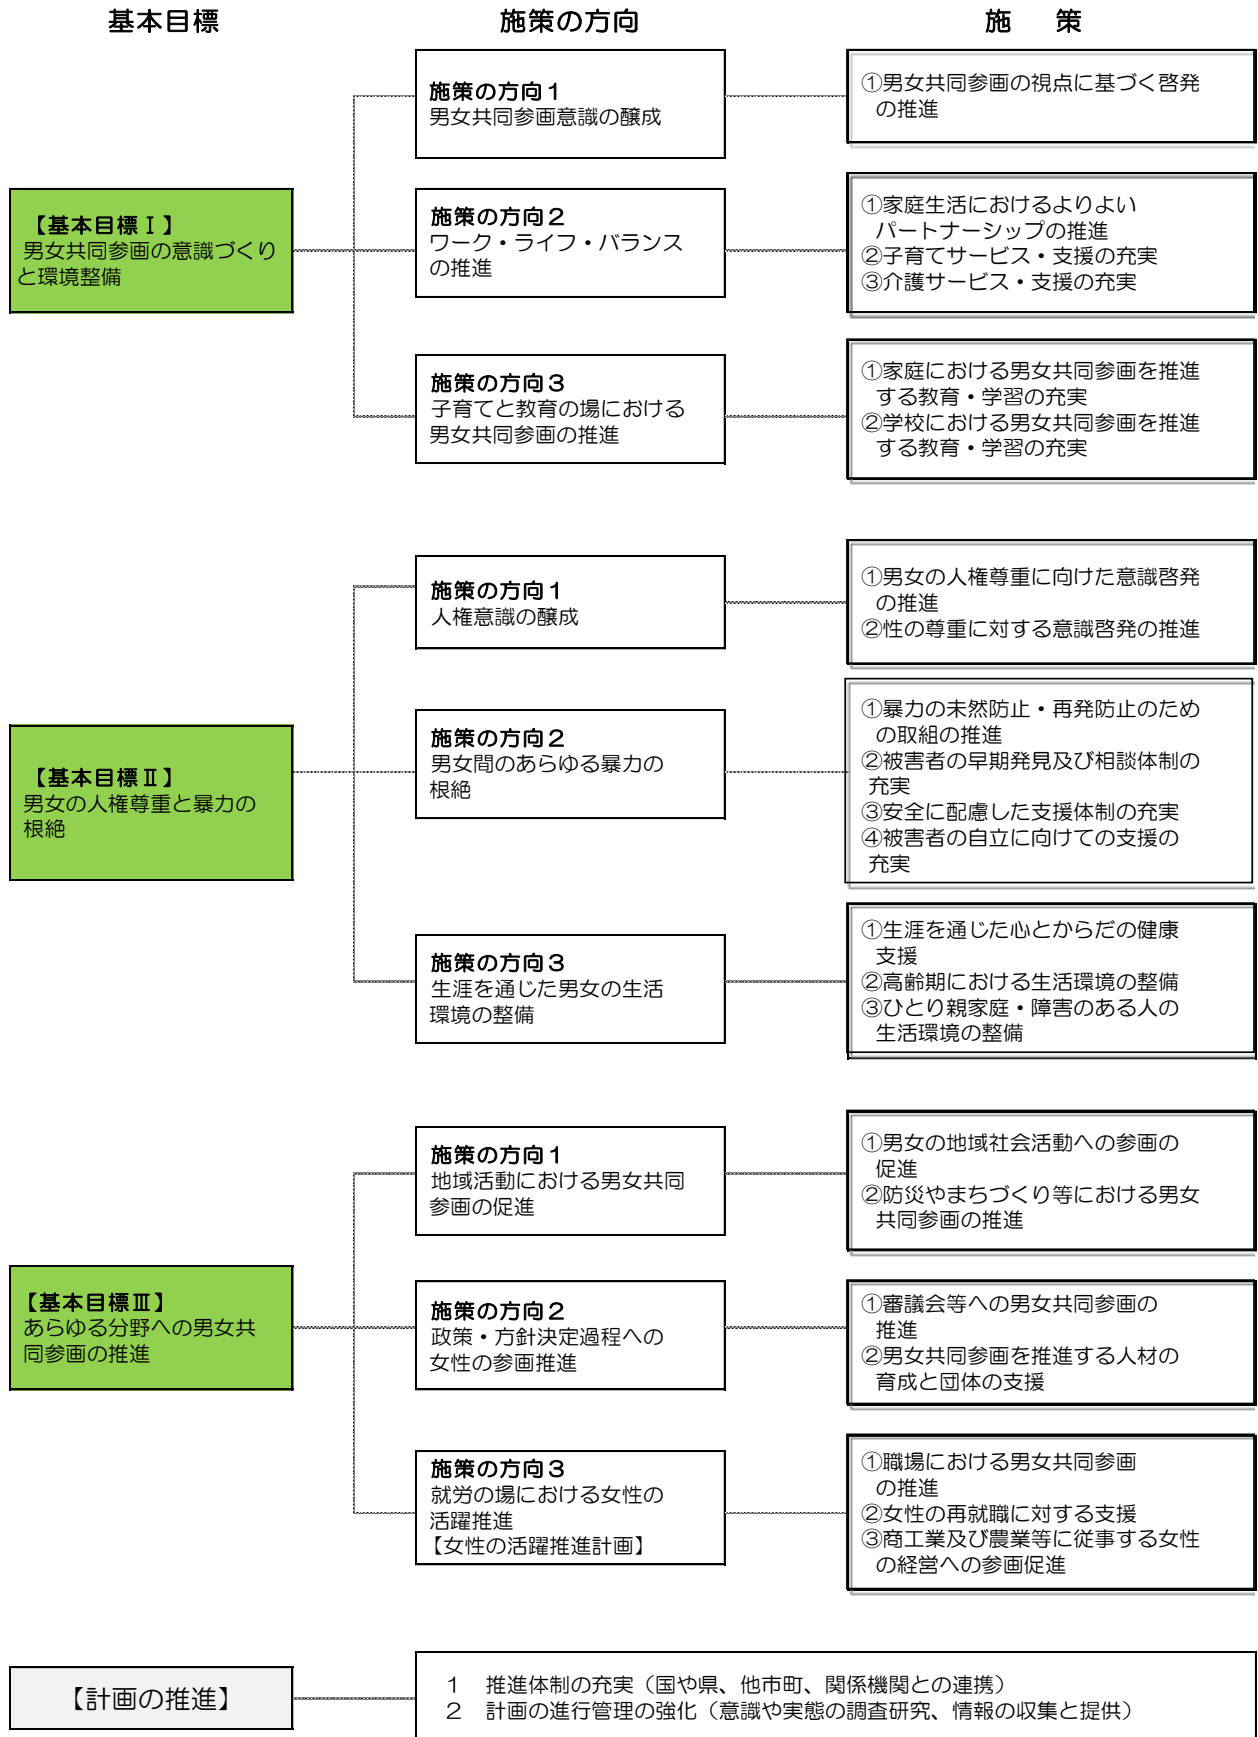 基本目標
施策の方向
施　策
【基本目標Ⅰ】
男女共同参画の意識づくり
と環境整備
施策の方向１
男女共同参画意識の醸成
①男女共同参画の視点に基づく啓発
の推進
施策の方向２
ワーク・ライフ・バランス
の推進
①家庭生活におけるよりよい
パートナーシップの推進
②子育てサービス・支援の充実
③介護サービス・支援の充実
施策の方向３
子育てと教育の場における
男女共同参画の推進
①家庭における男女共同参画を推進
する教育・学習の充実
②学校における男女共同参画を推進
する教育・学習の充実
【基本目標Ⅱ】
男女の人権尊重と暴力の
根絶
施策の方向１
人権意識の醸成
①男女の人権尊重に向けた意識啓発
の推進
②性の尊重に対する意識啓発の推進
施策の方向２
男女間のあらゆる暴力の
根絶
①暴力の未然防止・再発防止のため
の取組の推進
②被害者の早期発見及び相談体制の
充実
③安全に配慮した支援体制の充実
④被害者の自立に向けての支援の
充実
施策の方向３
生涯を通じた男女の生活
環境の整備
①生涯を通じた心とからだの健康
支援
②高齢期における生活環境の整備
③ひとり親家庭・障害のある人の
生活環境の整備
【基本目標Ⅲ】
あらゆる分野への男女共
同参画の推進
施策の方向１
地域活動における男女共同
参画の促進
①男女の地域社会活動への参画の
促進
②防災やまちづくり等における男女
共同参画の推進
施策の方向２
政策・方針決定過程への
女性の参画推進
①審議会等への男女共同参画の
推進
②男女共同参画を推進する人材の
育成と団体の支援
施策の方向３
就労の場における女性の
活躍推進
【女性の活躍推進計画】
①職場における男女共同参画
の推進
②女性の再就職に対する支援
③商工業及び農業等に従事する女性
の経営への参画促進
【計画の推進】
１　推進体制の充実（国や県、他市町、関係機関との連携）
２　計画の進行管理の強化（意識や実態の調査研究、情報の収集と提供）